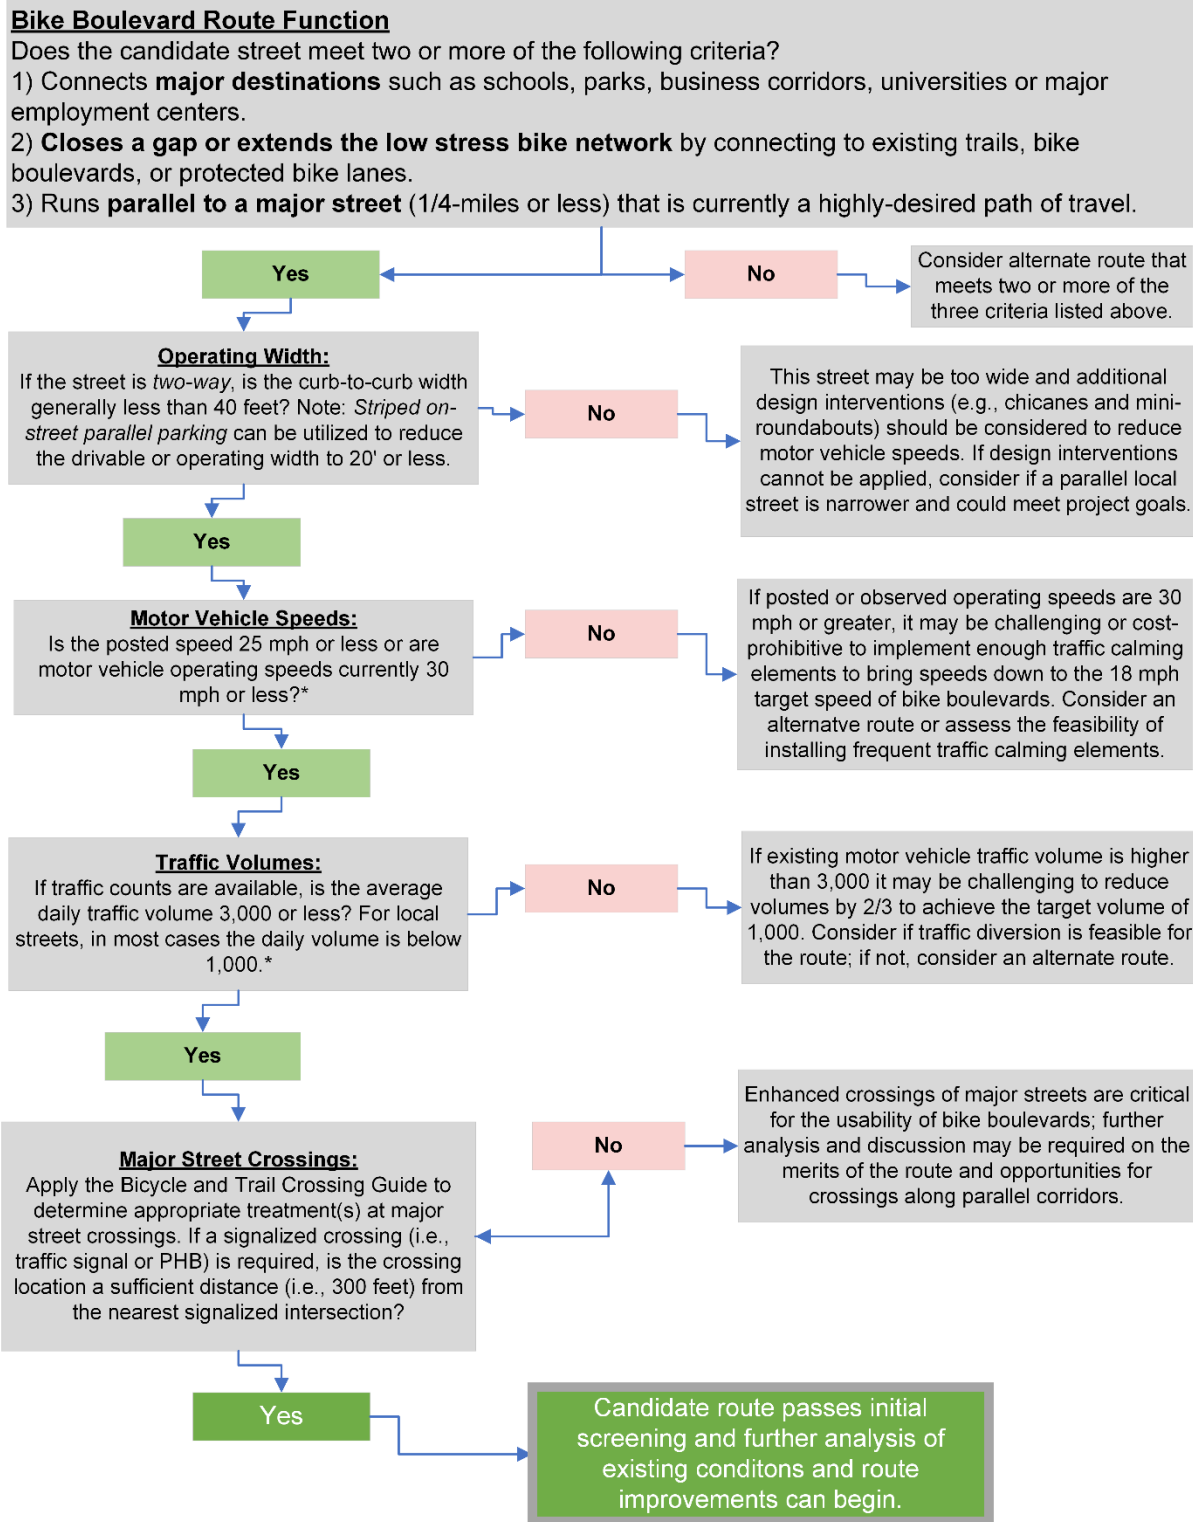 Bike Boulevard Route Function
Does the candidate street meet two or more of the following criteria?
1) Connects major destinations such as schools, parks, business corridors, universities or major
employment centers.
2) Closes a gap or extends the low stress bike network by connecting to existing trails, bike
boulevards, or protected bike lanes.
3) Runs parallel to a major street (1/4-miles or less) that is currently a highly-desired path of travel.
Yes
No
Consider alternate route that
meets two or more of the
three criteria listed above.
Operating Width:
If the street is two-way, is the curb-to-curb width
generally less than 40 feet? Note: Striped on-
street parallel parking can be utilized to reduce
the drivable or operating width to 20' or less.
No
This street may be too wide and additional
design interventions (e.g., chicanes and mini-
roundabouts) should be considered to reduce
motor vehicle speeds. If design interventions
cannot be applied, consider if a parallel local
street is narrower and could meet project goals.
Yes
Motor Vehicle Speeds:
Is the posted speed 25 mph or less or are
motor vehicle operating speeds currently 30
mph or less?*
No
If posted or observed operating speeds are 30
mph or greater, it may be challenging or cost-
prohibitive to implement enough traffic calming
elements to bring speeds down to the 18 mph
target speed of bike boulevards. Consider an
alternatve route or assess the feasibility of
installing frequent traffic calming elements.
Yes
Traffic Volumes:
If traffic counts are available, is the average
daily traffic volume 3,000 or less? For local
streets, in most cases the daily volume is below
1,000.*
No
If existing motor vehicle traffic volume is higher
than 3,000 it may be challenging to reduce
volumes by 2/3 to achieve the target volume of
1,000. Consider if traffic diversion is feasible for
the route; if not, consider an alternate route.
Yes
Major Street Crossings:
Apply the Bicycle and Trail Crossing Guide to
determine appropriate treatment(s) at major
street crossings. If a signalized crossing (i.e.,
traffic signal or PHB) is required, is the crossing
location a sufficient distance (i.e., 300 feet) from
the nearest signalized intersection?
No
Enhanced crossings of major streets are critical
for the usability of bike boulevards; further
analysis and discussion may be required on the
merits of the route and opportunities for
crossings along parallel corridors.
Yes
Candidate route passes initial
screening and further analysis of
existing conditons and route
improvements can begin.